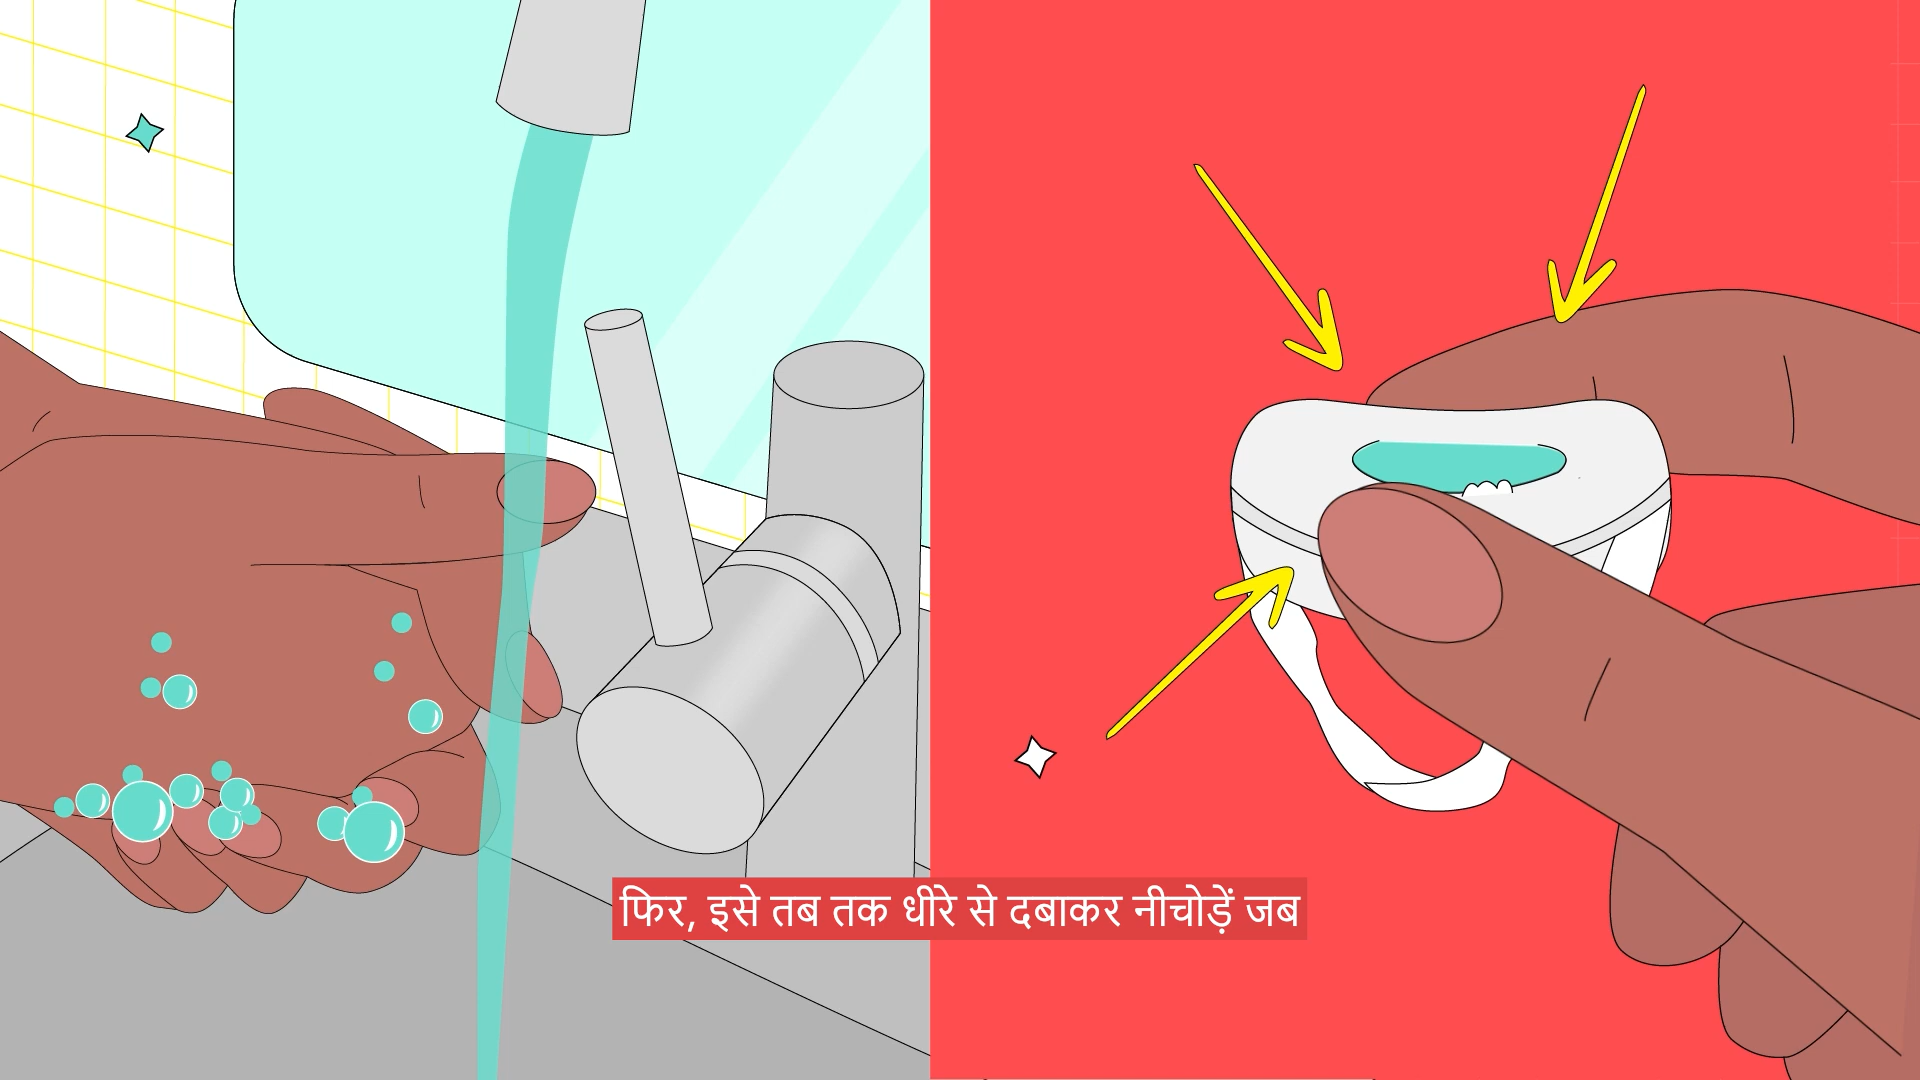 फिर, इसे तब तक धीरे से दबाकर नीचोड़ें जब